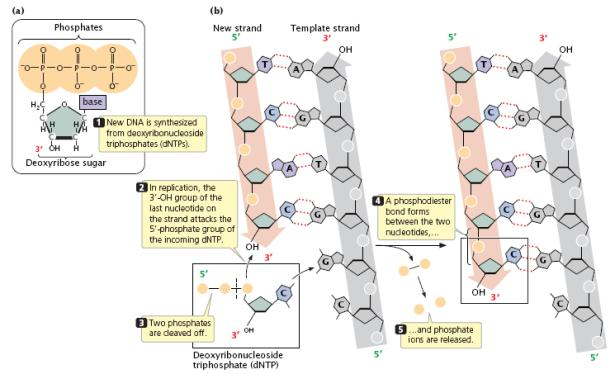 (a)
Phosphates
O O O
⁻O P O P O P O⁻
O O⁻ O⁻
H₂C O base
H H H H
3′ OH H
Deoxyribose sugar
1 New DNA is synthesized
from deoxyribonucleoside
triphosphates (dNTPs).
(b)
New strand Template strand
5′ 3′
OH
T A
C G
A T
C G
OH
3′
G
C
5′
2 In replication, the
3′-OH group of the
last nucleotide on
the strand attacks the
5′-phosphate group of
the incoming dNTP.
5′
C
OH
3′
3 Two phosphates
are cleaved off.
Deoxyribonucleoside
triphosphate (dNTP)
4 A phosphodiester
bond forms
between the two
nucleotides,…
5 …and phosphate
ions are released.
5′ 3′
OH
T A
C G
A T
C G
C G
OH 3′
C
5′